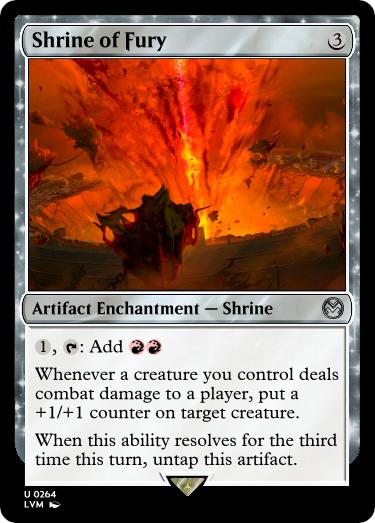 Shrine of Fury 3
Artifact Enchantment — Shrine
1, : Add
Whenever a creature you control deals
combat damage to a player, put a
+1/+1 counter on target creature.
When this ability resolves for the third
time this turn, untap this artifact.
U 0264
LVM